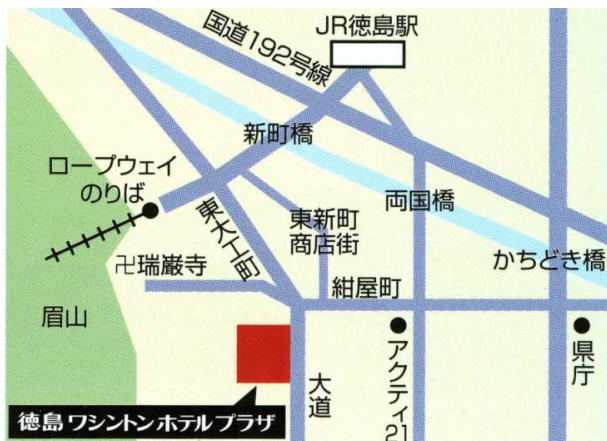 JR徳島駅
国道192号線
新町橋
ロープウェイ
のりば
東大工町
東新町
商店街
両国橋
かちどき橋
卍瑞巌寺
紺屋町
眉山
アクティ21
県庁
大道
徳島ワシントンホテルプラザ